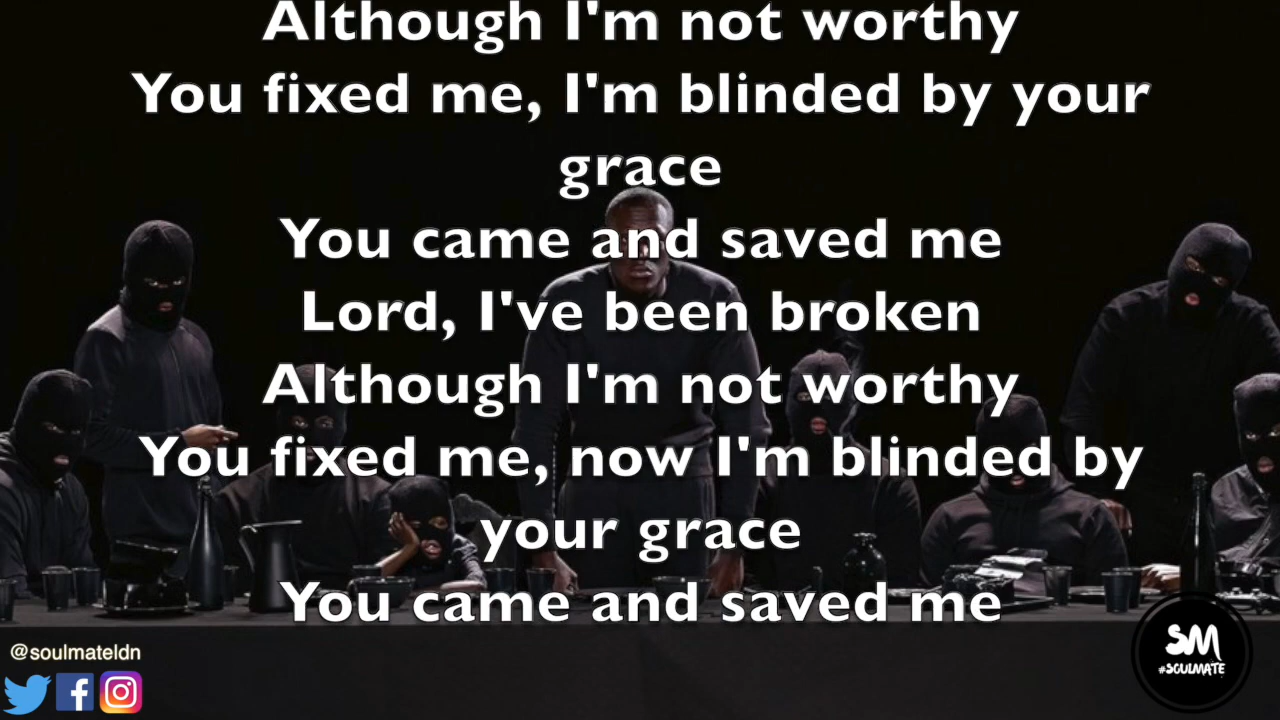 Although I'm not worthy
You fixed me, I'm blinded by your
grace
You came and saved me
Lord, I've been broken
Although I'm not worthy
You fixed me, now I'm blinded by
your grace
You came and saved me
@soulmateldn
SM
#SOULMATE